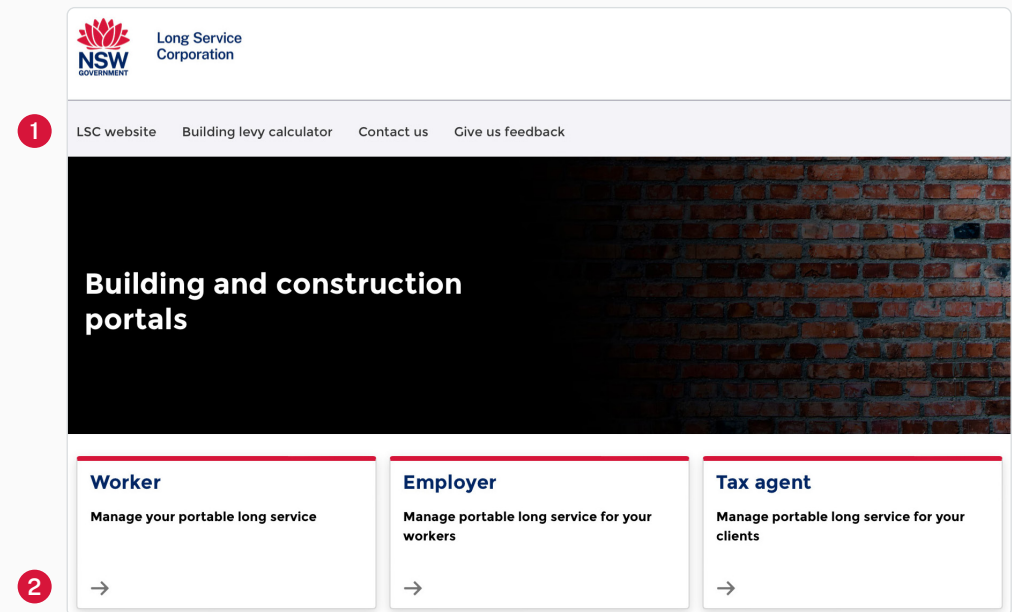 NSW
GOVERNMENT
Long Service
Corporation
1
LSC website Building levy calculator Contact us Give us feedback
Building and construction
portals
Worker
Manage your portable long service
Employer
Manage portable long service for your
workers
Tax agent
Manage portable long service for your
clients
2